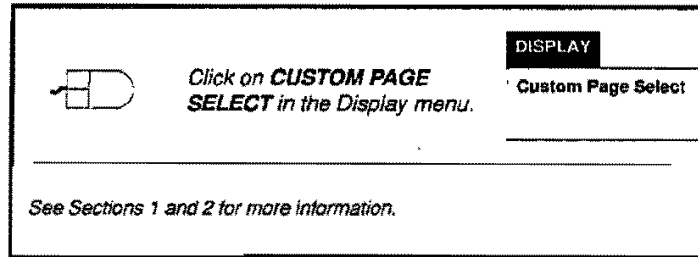 Click on CUSTOM PAGE
SELECT in the Display menu.
DISPLAY
Custom Page Select
See Sections 1 and 2 for more information.